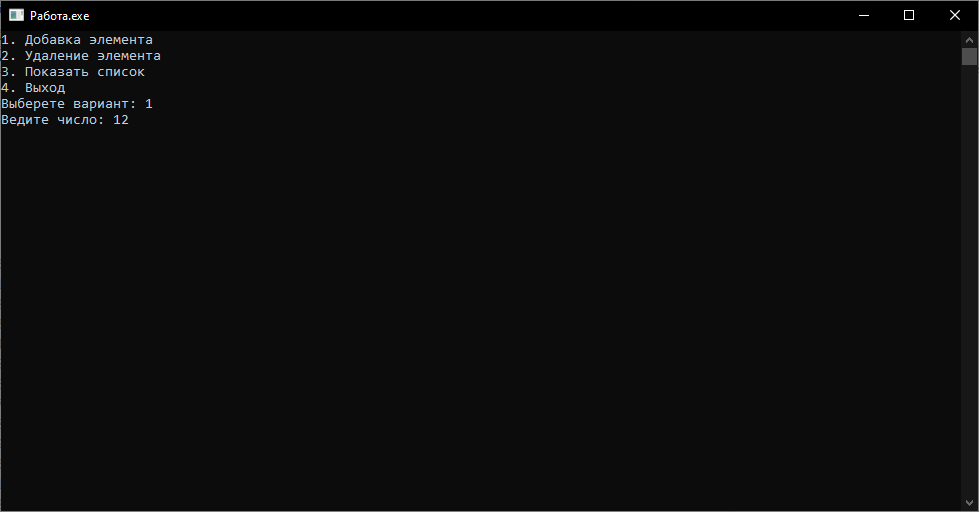 Работа.exe
1. Добавка элемента
2. Удаление элемента
3. Показать список
4. Выход
Выберете вариант: 1
Ведите число: 12